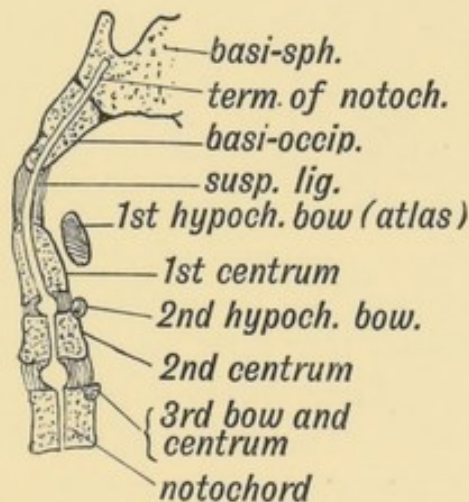 basi-sph.
term. of notoch.
basi-occip.
susp. lig.
1st hypoch. bow (atlas)
1st centrum
2nd hypoch. bow.
2nd centrum
3rd bow and
centrum
notochord